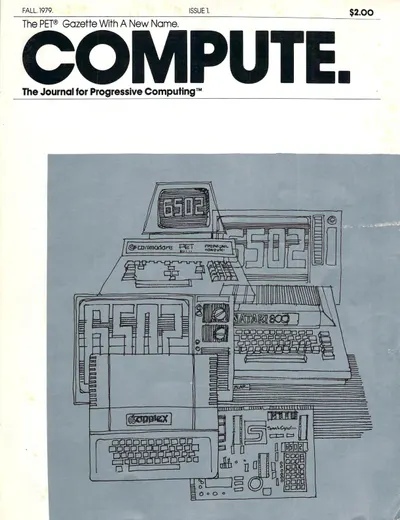 FALL. 1979.
ISSUE 1.
$2.00
The PET® Gazette With A New Name.
COMPUTE.
The Journal for Progressive Computing™
6502
6502
commodore PET
ATARI 800
6502
apple ][